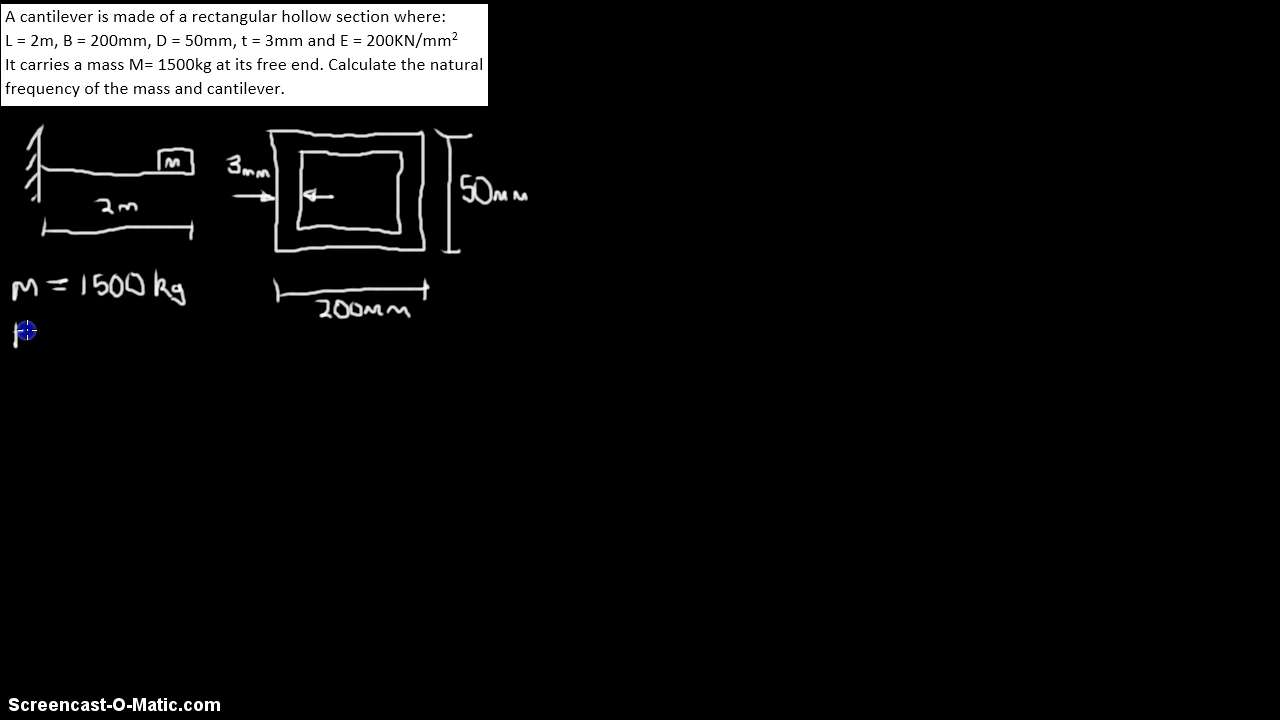 A cantilever is made of a rectangular hollow section where:
L = 2m, B = 200mm, D = 50mm, t = 3mm and E = 200KN/mm²
It carries a mass M= 1500kg at its free end. Calculate the natural
frequency of the mass and cantilever.
m
3mm
50mm
2m
m = 1500kg
200mm
Screencast-O-Matic.com